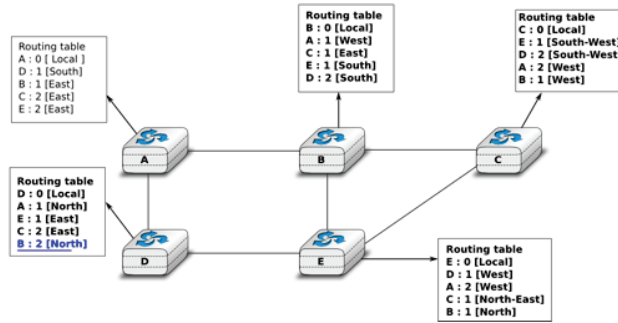 Routing table
A : 0 [ Local ]
D : 1 [South]
B : 1 [East]
C : 2 [East]
E : 2 [East]
Routing table
B : 0 [Local]
A : 1 [West]
C : 1 [East]
E : 1 [South]
D : 2 [South]
Routing table
C : 0 [Local]
E : 1 [South-West]
D : 2 [South-West]
A : 2 [West]
B : 1 [West]
A
B
C
Routing table
D : 0 [Local]
A : 1 [North]
E : 1 [East]
C : 2 [East]
B : 2 [North]
D
E
Routing table
E : 0 [Local]
D : 1 [West]
A : 2 [West]
C : 1 [North-East]
B : 1 [North]